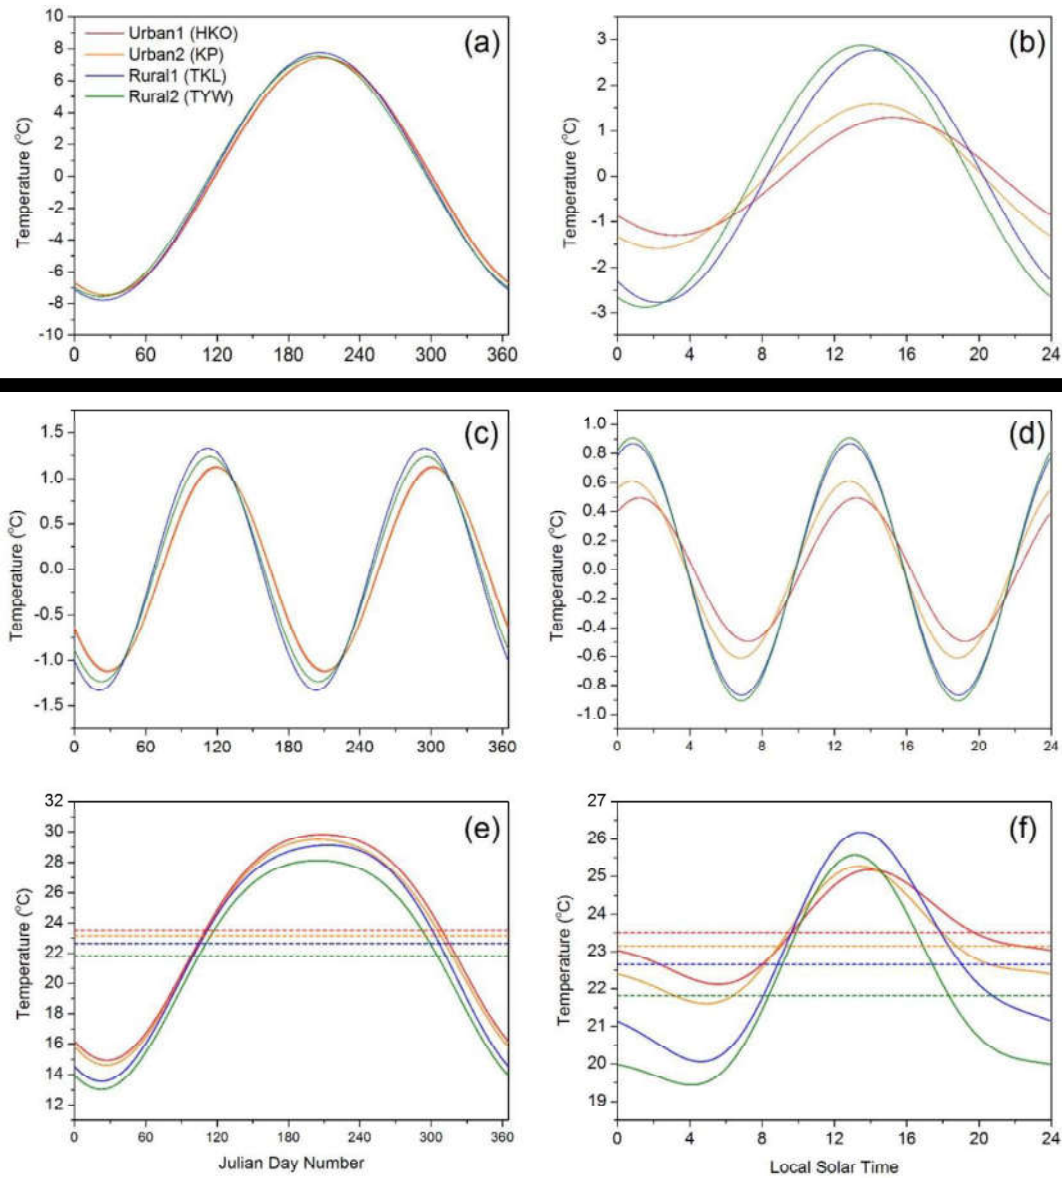 10
8
6
4
2
0
-2
-4
-6
-8
-10
Temperature (°C)
Urban1 (HKO)
Urban2 (KP)
Rural1 (TKL)
Rural2 (TYW)
(a)
0 60 120 180 240 300 360
3
2
1
0
-1
-2
-3
Temperature (°C)
(b)
0 4 8 12 16 20 24
1.5
1.0
0.5
0.0
-0.5
-1.0
-1.5
Temperature (°C)
(c)
0 60 120 180 240 300 360
1.0
0.8
0.6
0.4
0.2
0.0
-0.2
-0.4
-0.6
-0.8
-1.0
Temperature (°C)
(d)
0 4 8 12 16 20 24
32
30
28
26
24
22
20
18
16
14
12
Temperature (°C)
(e)
0 60 120 180 240 300 360
Julian Day Number
27
26
25
24
23
22
21
20
19
Temperature (°C)
(f)
0 4 8 12 16 20 24
Local Solar Time